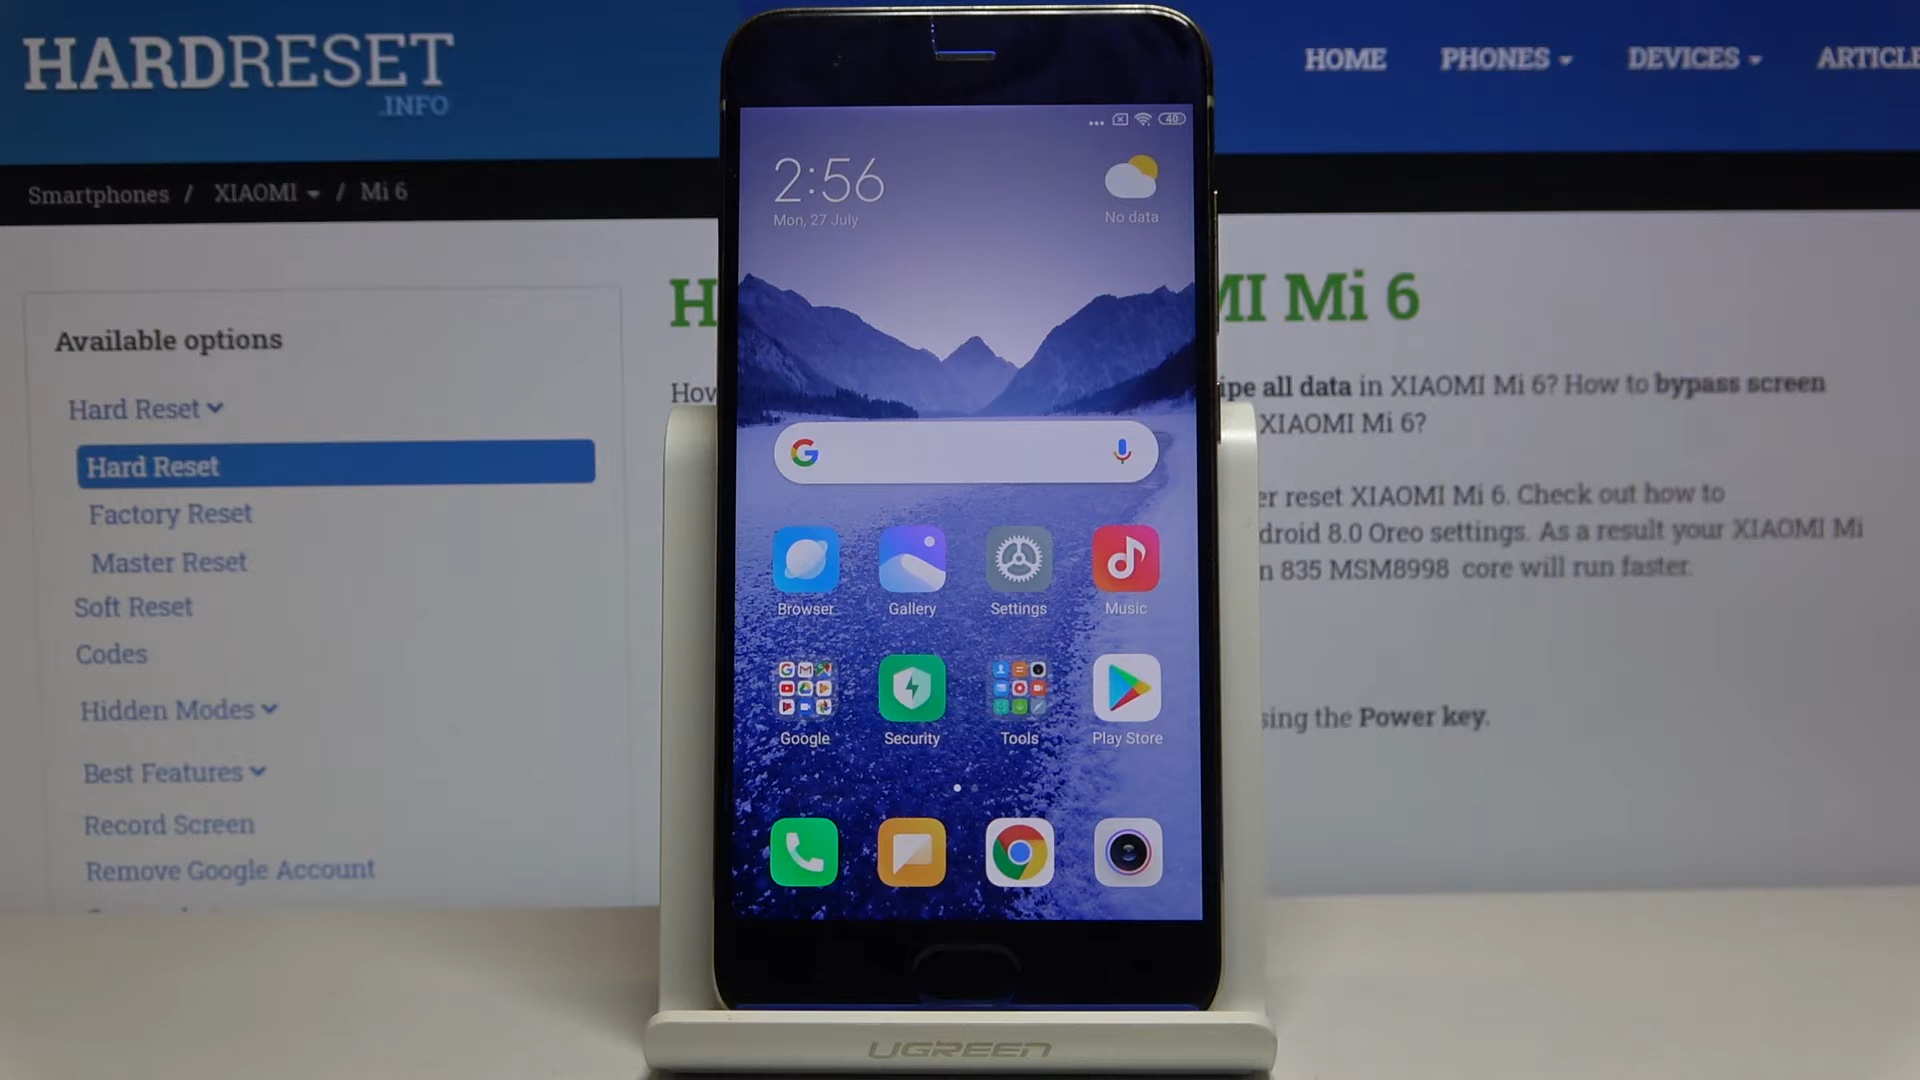 HARDRESET
.INFO
HOME PHONES DEVICES ARTICLE
Smartphones / XIAOMI / Mi 6
Available options
Hard Reset
Hard Reset
Factory Reset
Master Reset
Soft Reset
Codes
Hidden Modes
Best Features
Record Screen
Remove Google Account
40
2:56
Mon, 27 July
No data
G
Browser Gallery Settings Music
Google Security Tools Play Store
UGREEN
H
MI Mi 6
How
ipe all data in XIAOMI Mi 6? How to bypass screen
XIAOMI Mi 6?
er reset XIAOMI Mi 6. Check out how to
droid 8.0 Oreo settings. As a result your XIAOMI Mi
n 835 MSM8998 core will run faster.
sing the Power key.